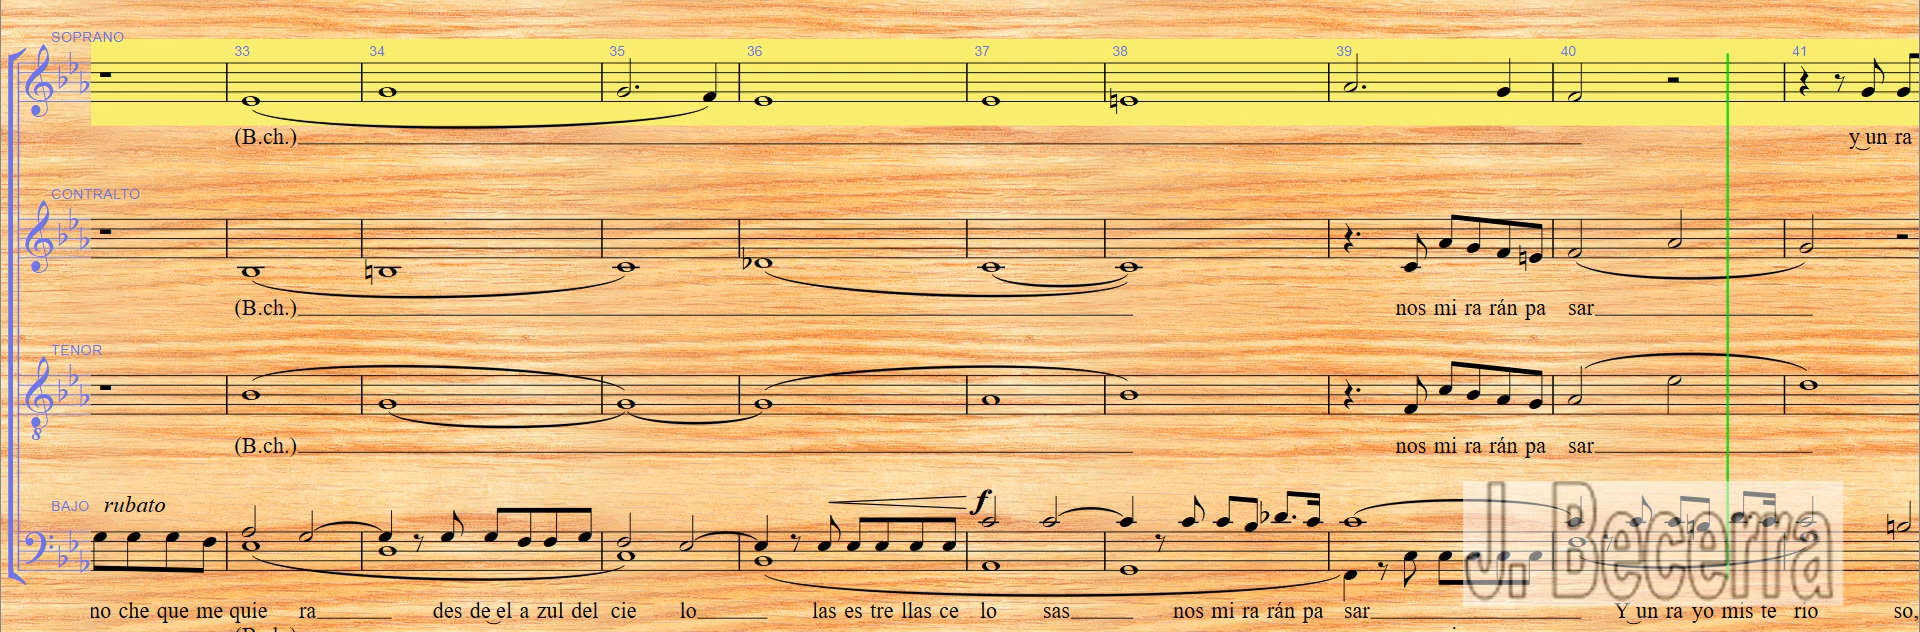 SOPRANO
33 34 35 36 37 38 39 40 41
(B.ch.)
y un ra
CONTRALTO
(B.ch.)
nos mi ra rán pa sar
TENOR
8
(B.ch.)
nos mi ra rán pa sar
BAJO rubato f
J. Becerra
no che que me quie ra des de el a zul del cie lo las es tre llas ce lo sas nos mi ra rán pa sar Y un ra yo mis te rio so,